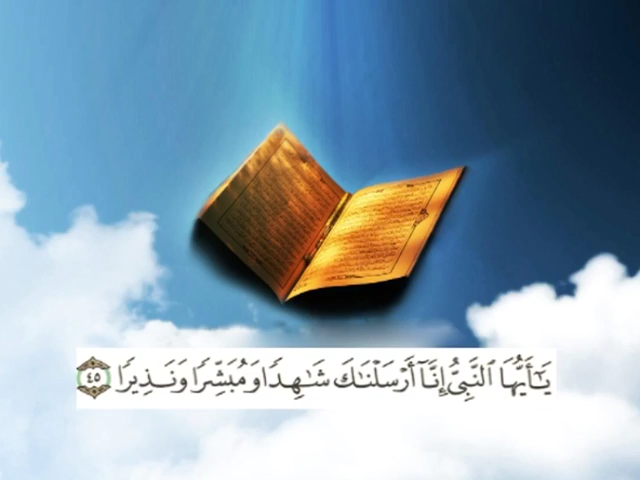 يَـٰٓأَيُّهَا ٱلنَّبِىُّ إِنَّآ أَرۡسَلۡنَـٰكَ شَـٰهِدًا وَمُبَشِّرًا وَنَذِيرًا ٤٥